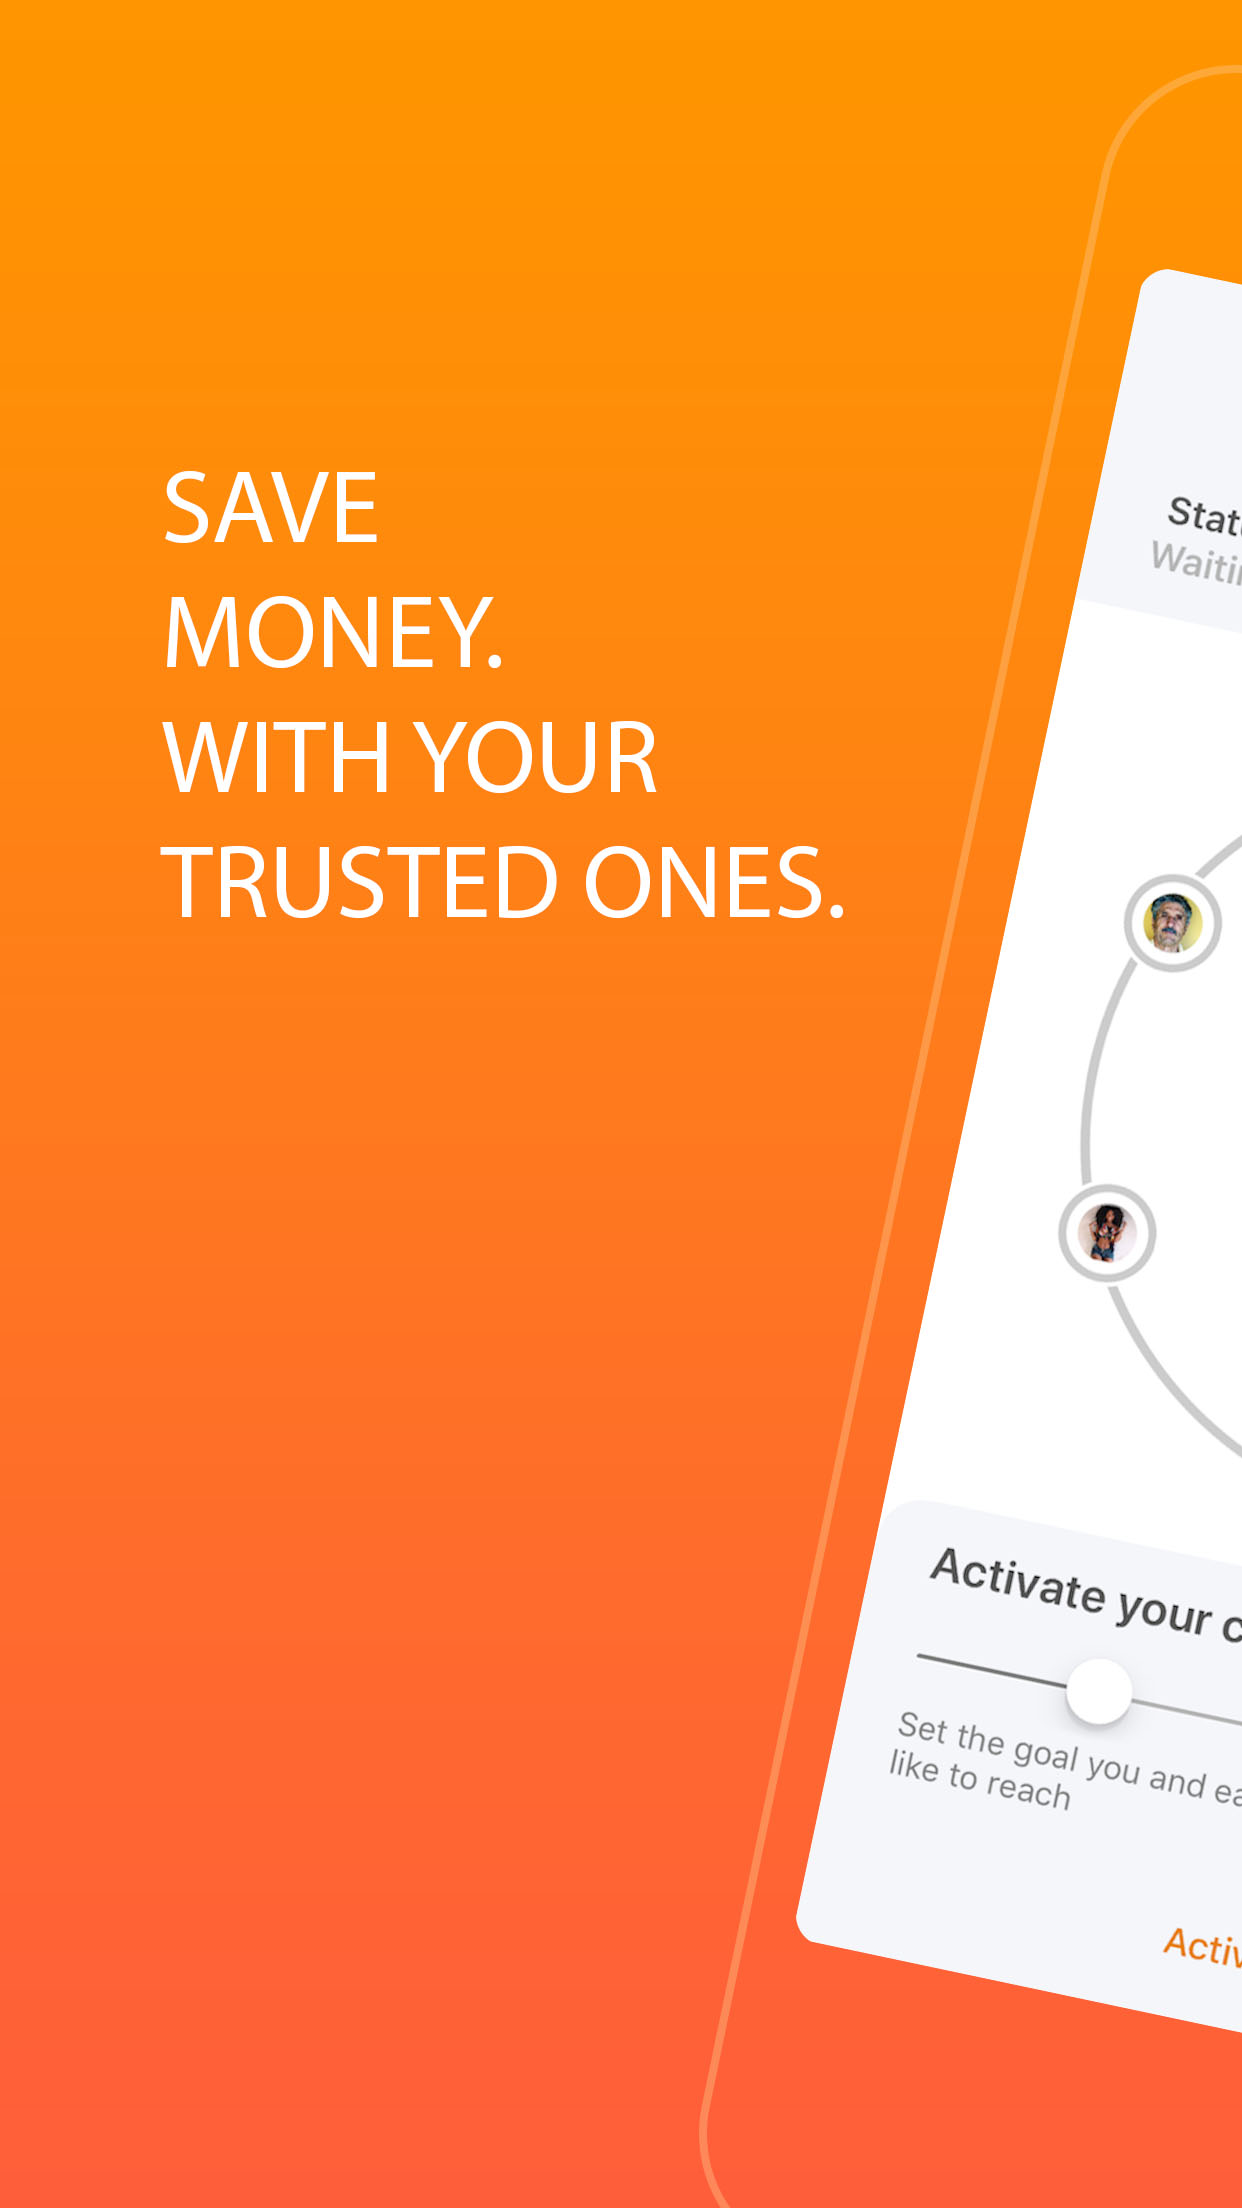 SAVE
MONEY.
WITH YOUR
TRUSTED ONES.
Activate your
Set the goal you and
like to reach